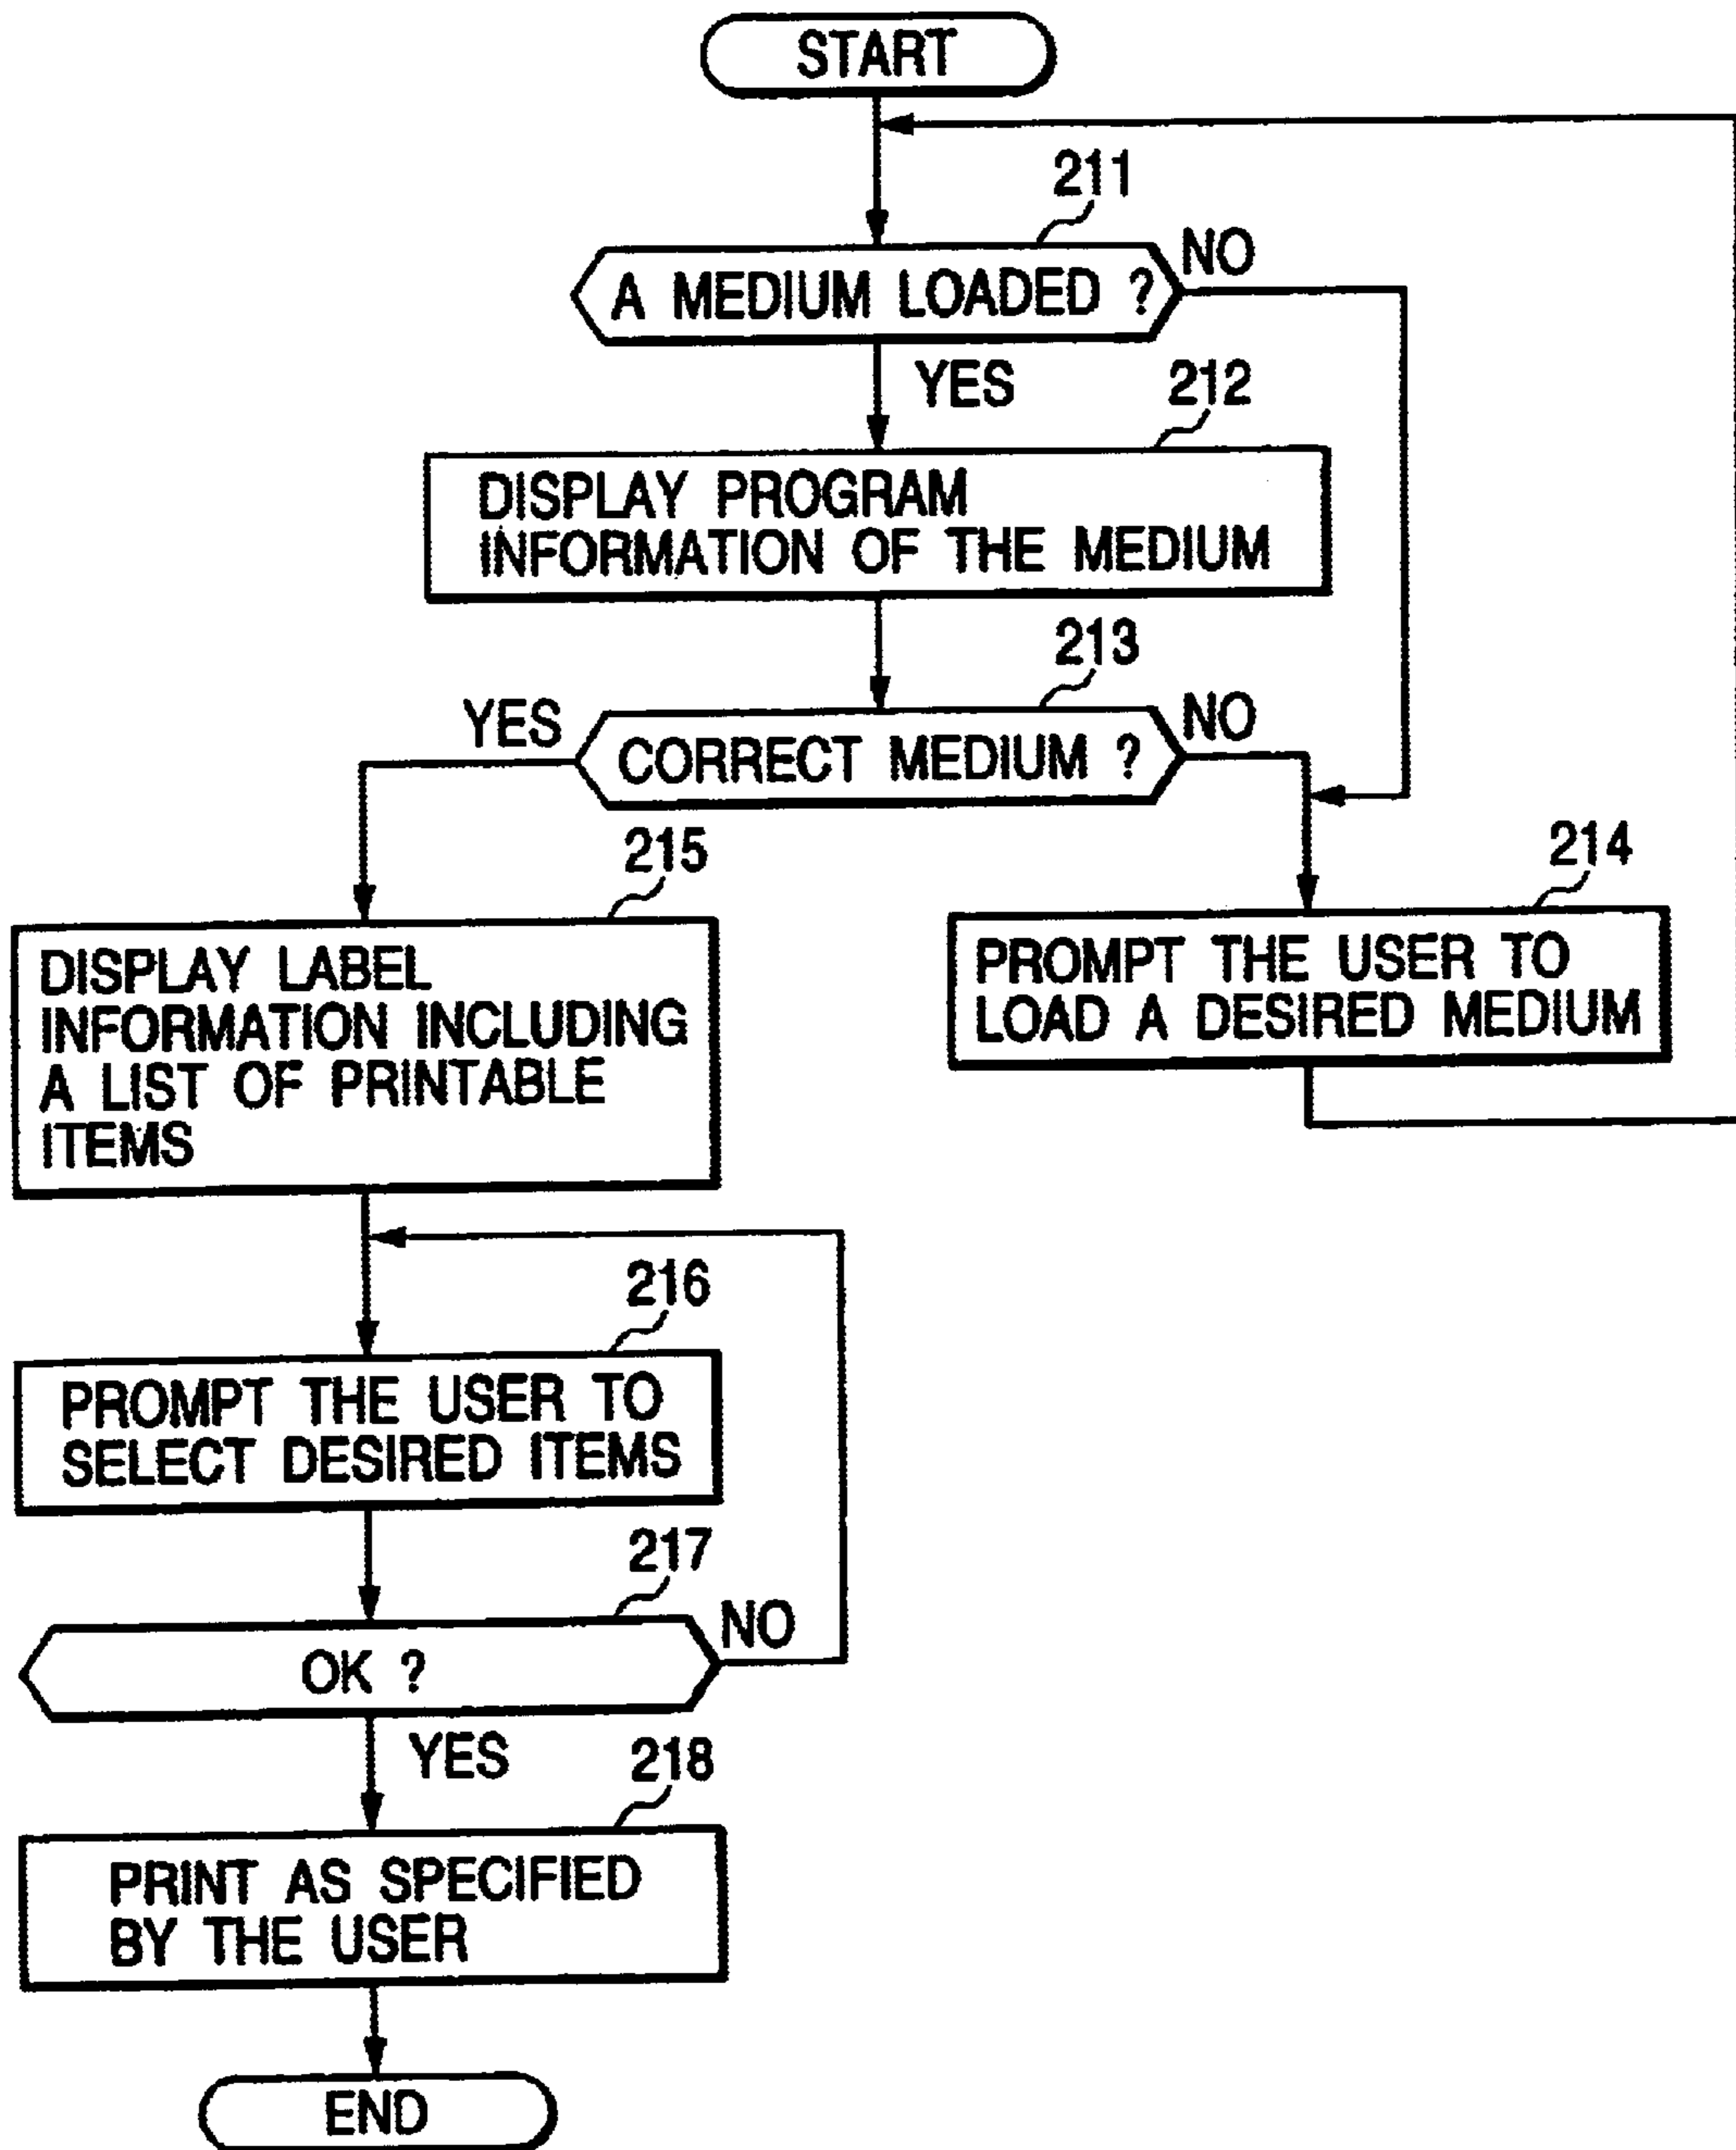 START
211
A MEDIUM LOADED ?
NO
YES
212
DISPLAY PROGRAM
INFORMATION OF THE MEDIUM
213
YES
CORRECT MEDIUM ?
NO
215
DISPLAY LABEL
INFORMATION INCLUDING
A LIST OF PRINTABLE
ITEMS
214
PROMPT THE USER TO
LOAD A DESIRED MEDIUM
216
PROMPT THE USER TO
SELECT DESIRED ITEMS
217
OK ?
NO
YES
218
PRINT AS SPECIFIED
BY THE USER
END